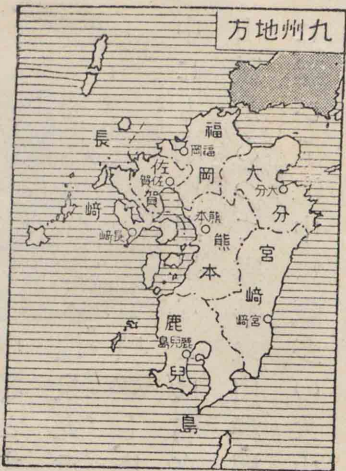 方地州九
福岡
岡福
佐賀
賀佐
長崎
崎長
大分
分大
熊本
本熊
宮崎
崎宮
鹿兒島
島兒鹿